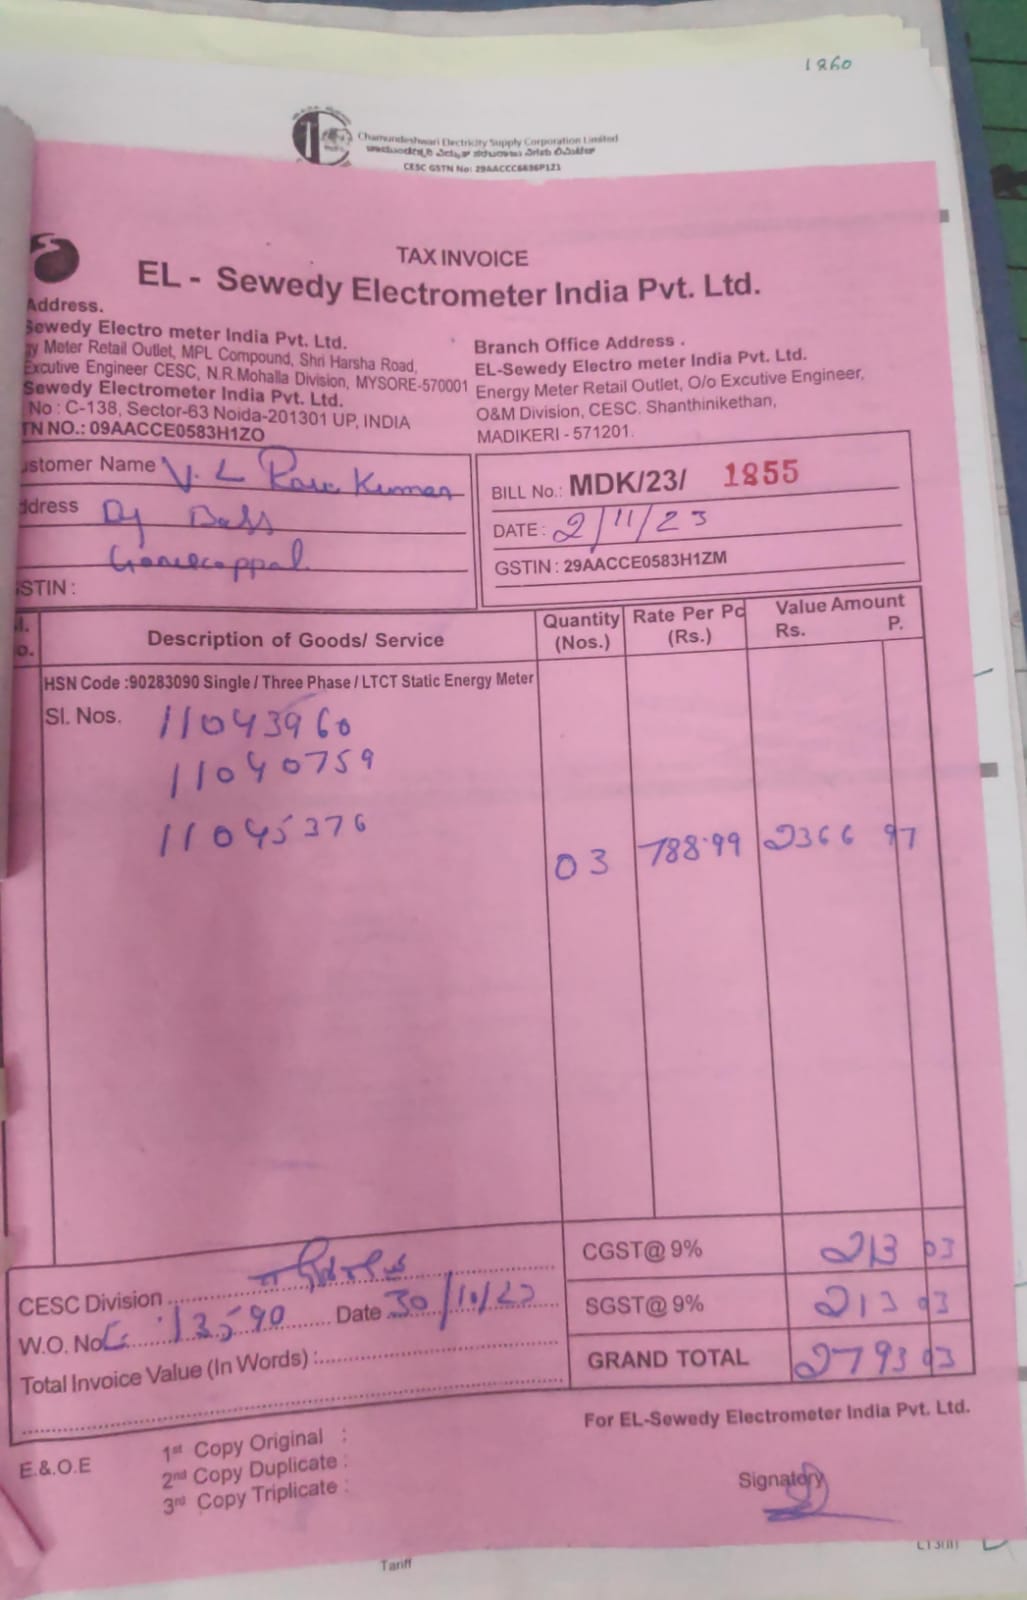 1860
Chamundeshwari Electricity Supply Corporation Limited
ಚಾಮುಂಡೇಶ್ವರಿ ವಿದ್ಯುತ್ ಸರಬರಾಜು ನಿಗಮ ಲಿಮಿಟೆಡ್
CESC GSTN No: 29AACCC6636P1Z1
TAX INVOICE
EL - Sewedy Electrometer India Pvt. Ltd.
Address.
Sewedy Electro meter India Pvt. Ltd.
gy Meter Retail Outlet, MPL Compound, Shri Harsha Road,
Excutive Engineer CESC, N.R.Mohalla Division, MYSORE-570001
Sewedy Electrometer India Pvt. Ltd.
No : C-138, Sector-63 Noida-201301 UP, INDIA
TN NO.: 09AACCE0583H1ZO
Branch Office Address .
EL-Sewedy Electro meter India Pvt. Ltd.
Energy Meter Retail Outlet, O/o Excutive Engineer,
O&M Division, CESC. Shanthinikethan,
MADIKERI - 571201.
ustomer Name V. L Kumar
ddress
STIN :
BILL No.: MDK/23/ 1855
DATE : 2/11/23
GSTIN : 29AACCE0583H1ZM
l. o. Description of Goods/ Service Quantity (Nos.) Rate Per Pc (Rs.) Value Amount Rs. P.
HSN Code :90283090 Single / Three Phase / LTCT Static Energy Meter
Sl. Nos. 11043960
11040759
11045376
03 788.99 2366 97
CGST@ 9% 213 03
SGST@ 9% 213 03
GRAND TOTAL 2793 03
CESC Division
W.O. No 13590 Date 30/10/23
Total Invoice Value (In Words) :
For EL-Sewedy Electrometer India Pvt. Ltd.
E.&.O.E
1st Copy Original :
2nd Copy Duplicate :
3rd Copy Triplicate :
Signatory
Tariff